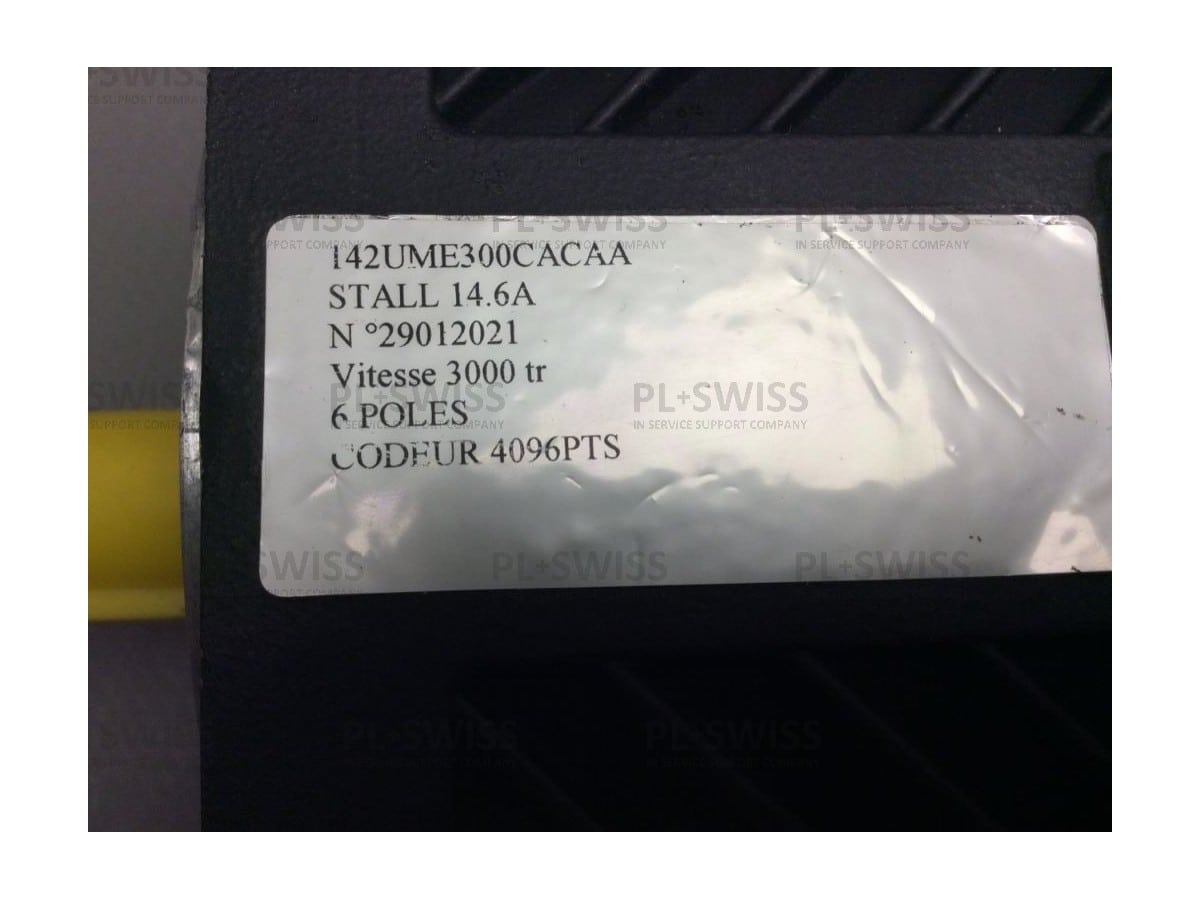 142UME300CACAA
STALL 14.6A
N °29012021
Vitesse 3000 tr
6 POLES
CODEUR 4096PTS
PL+SWISS
IN SERVICE SUPPORT COMPANY